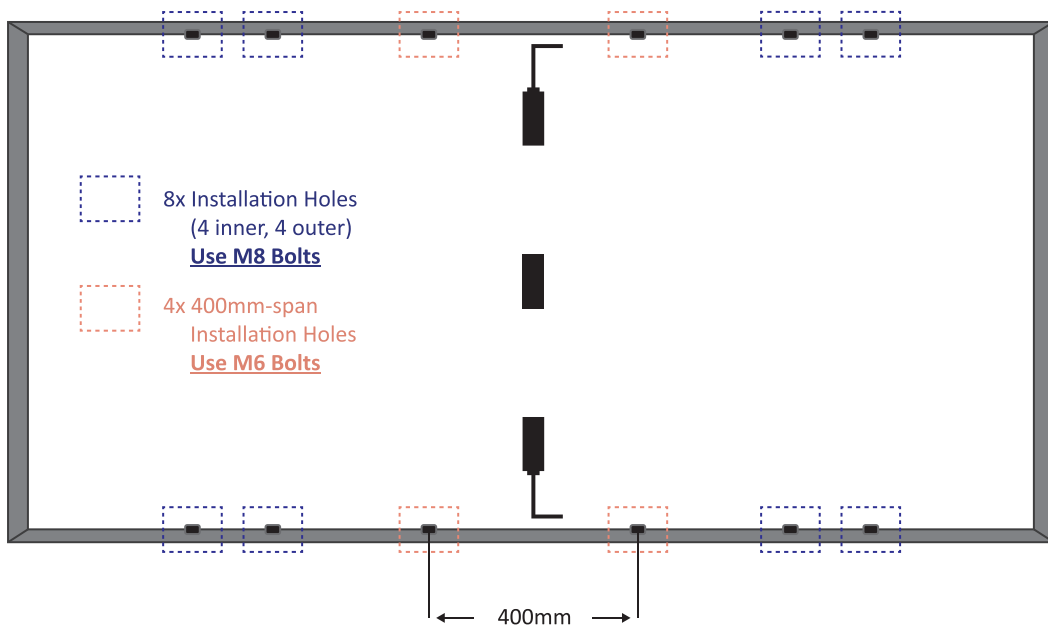 8x Installation Holes
(4 inner, 4 outer)
Use M8 Bolts
4x 400mm-span
Installation Holes
Use M6 Bolts
400mm